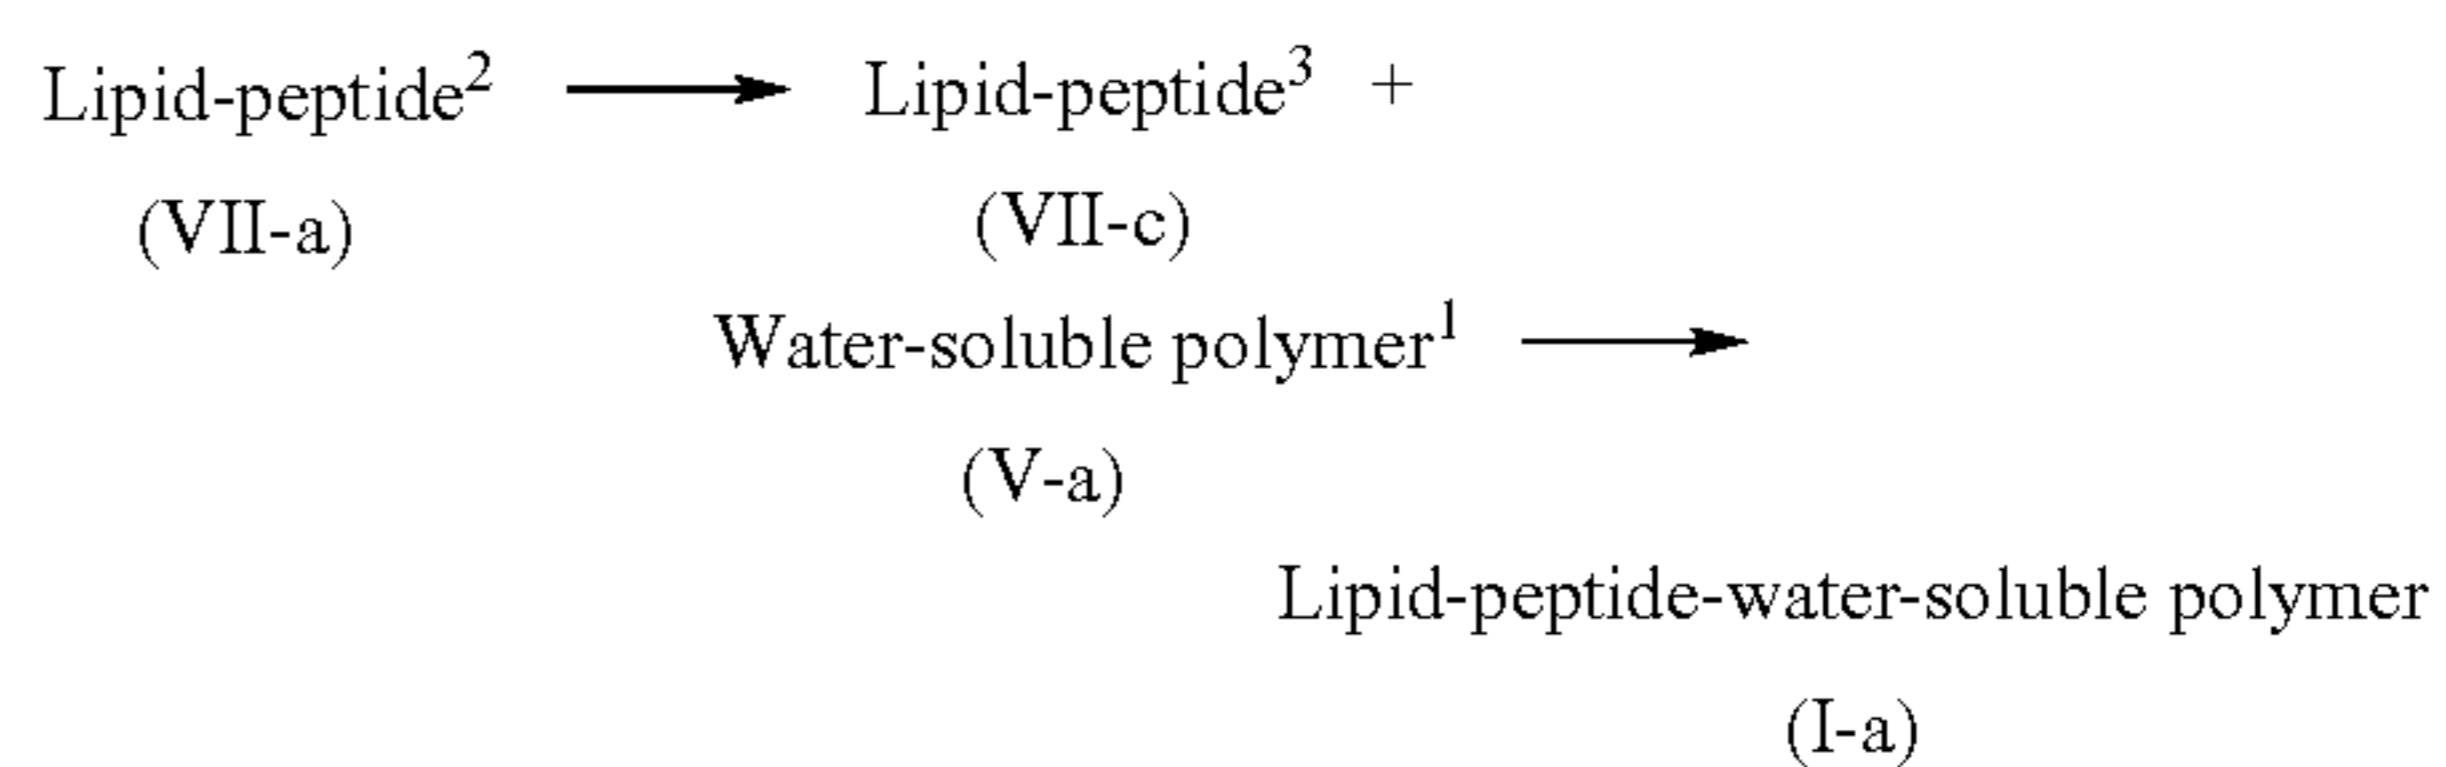 Lipid-peptide² ⟶ Lipid-peptide³ +
(VII-a) (VII-c)
Water-soluble polymer¹ ⟶
(V-a)
Lipid-peptide-water-soluble polymer
(I-a)